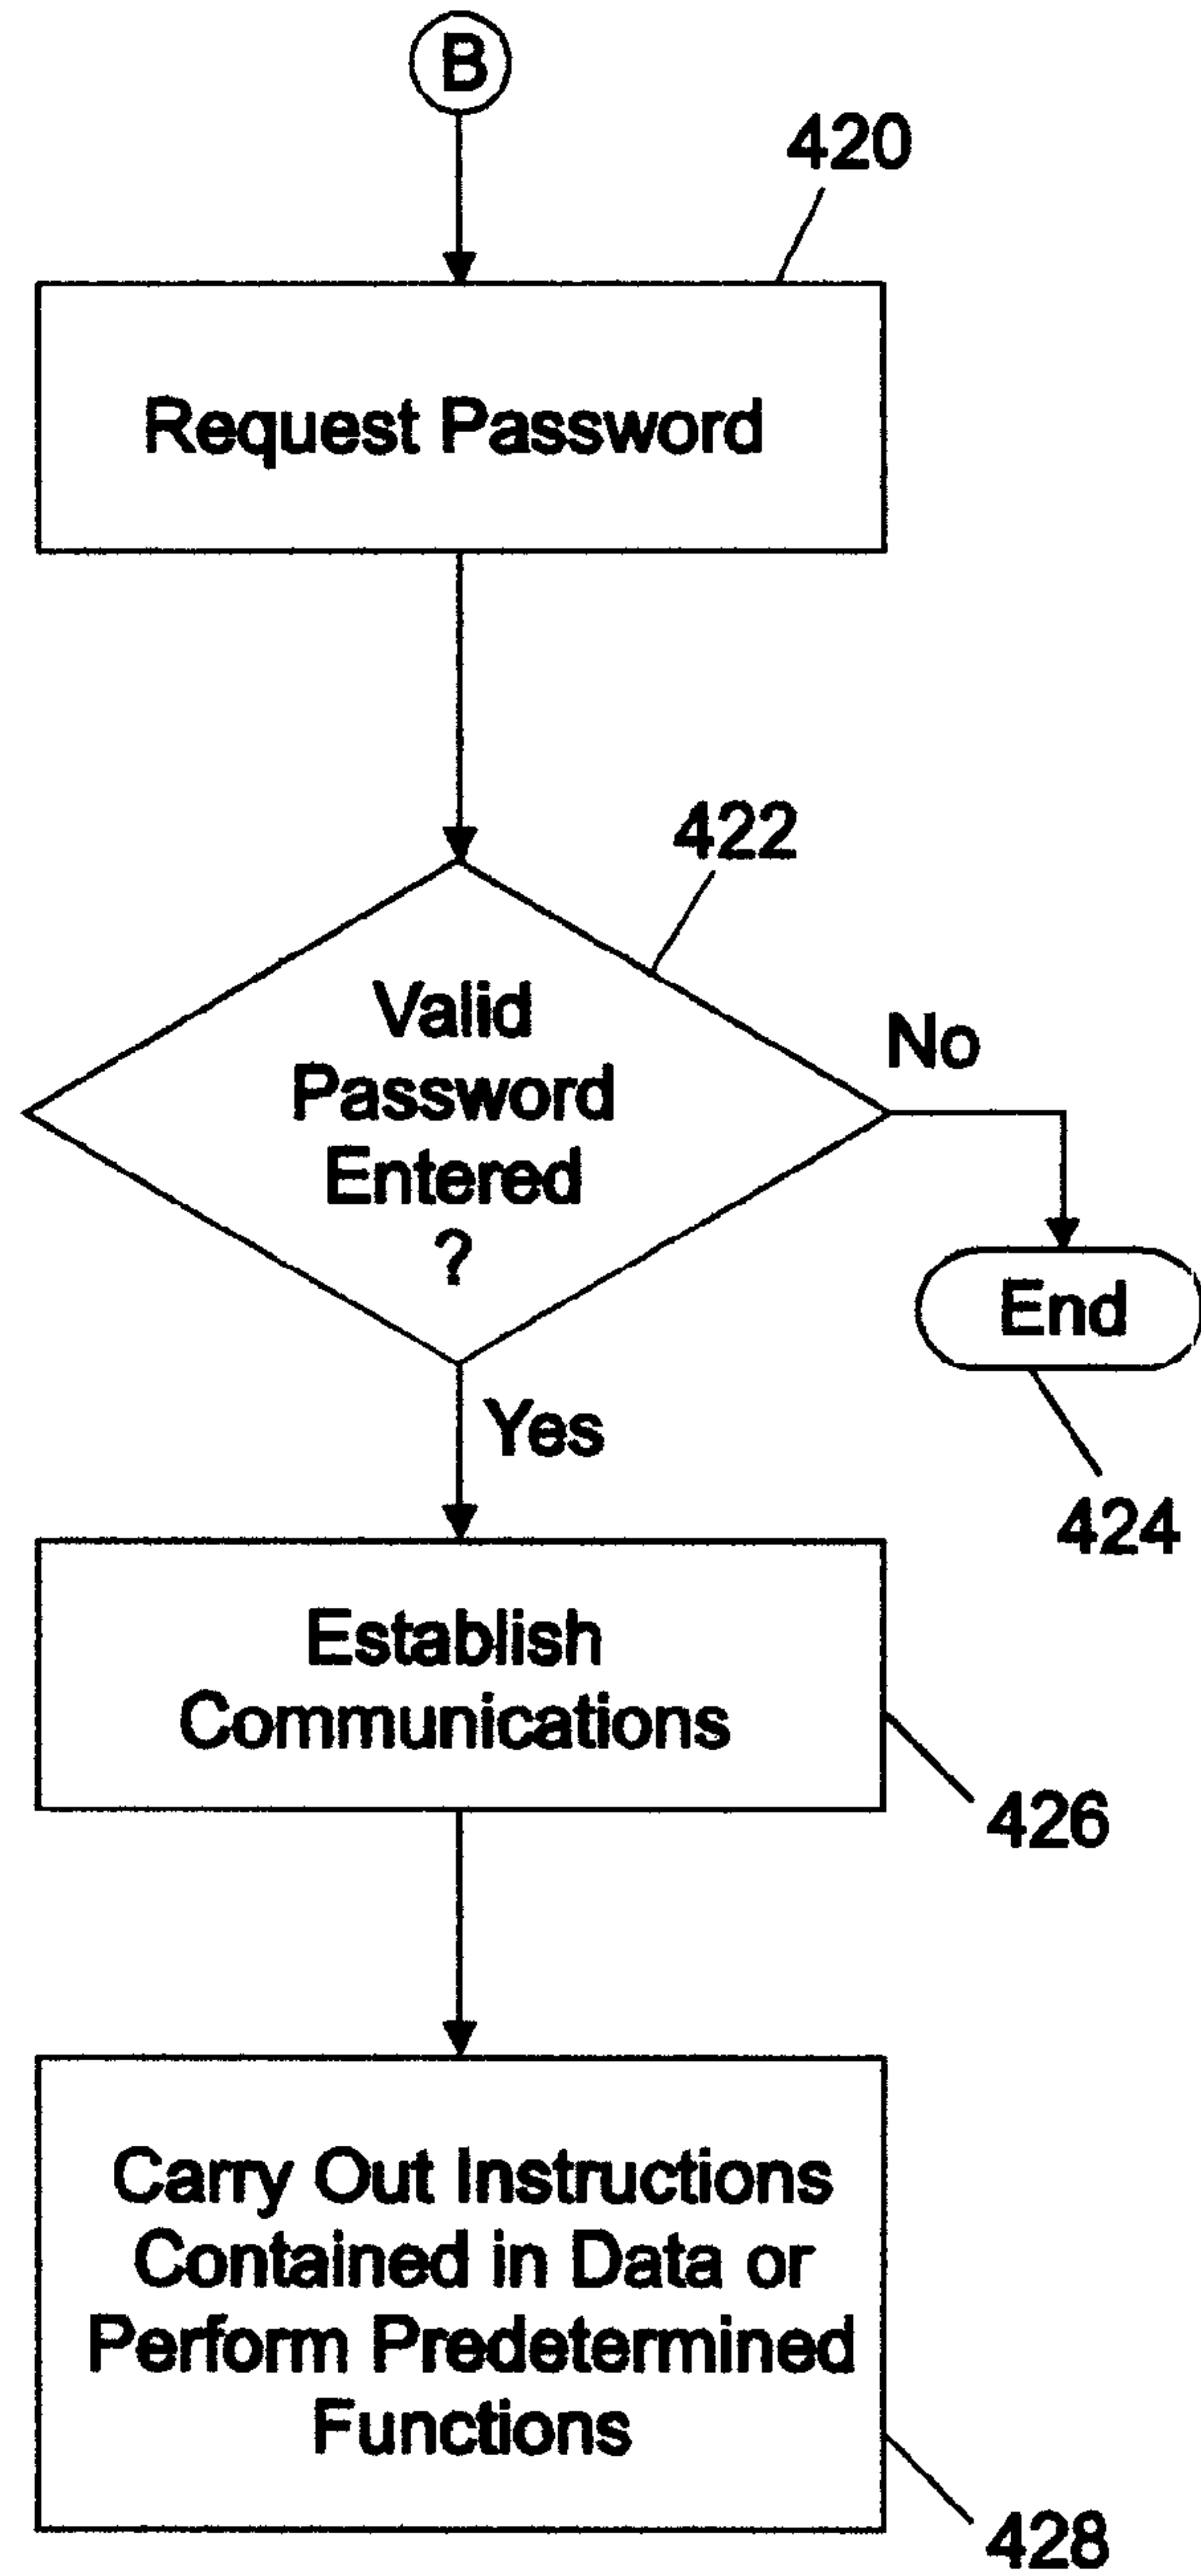 B
420
Request Password
422
Valid
Password
Entered
?
No
End
424
Yes
Establish
Communications
426
Carry Out Instructions
Contained in Data or
Perform Predetermined
Functions
428